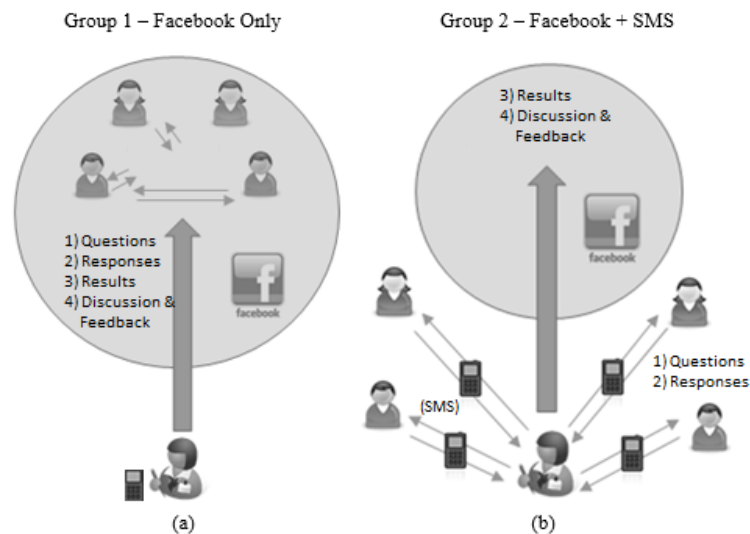 Group 1 – Facebook Only
1) Questions
2) Responses
3) Results
4) Discussion &
Feedback
facebook
(a)
Group 2 – Facebook + SMS
3) Results
4) Discussion &
Feedback
facebook
1) Questions
2) Responses
(SMS)
(b)